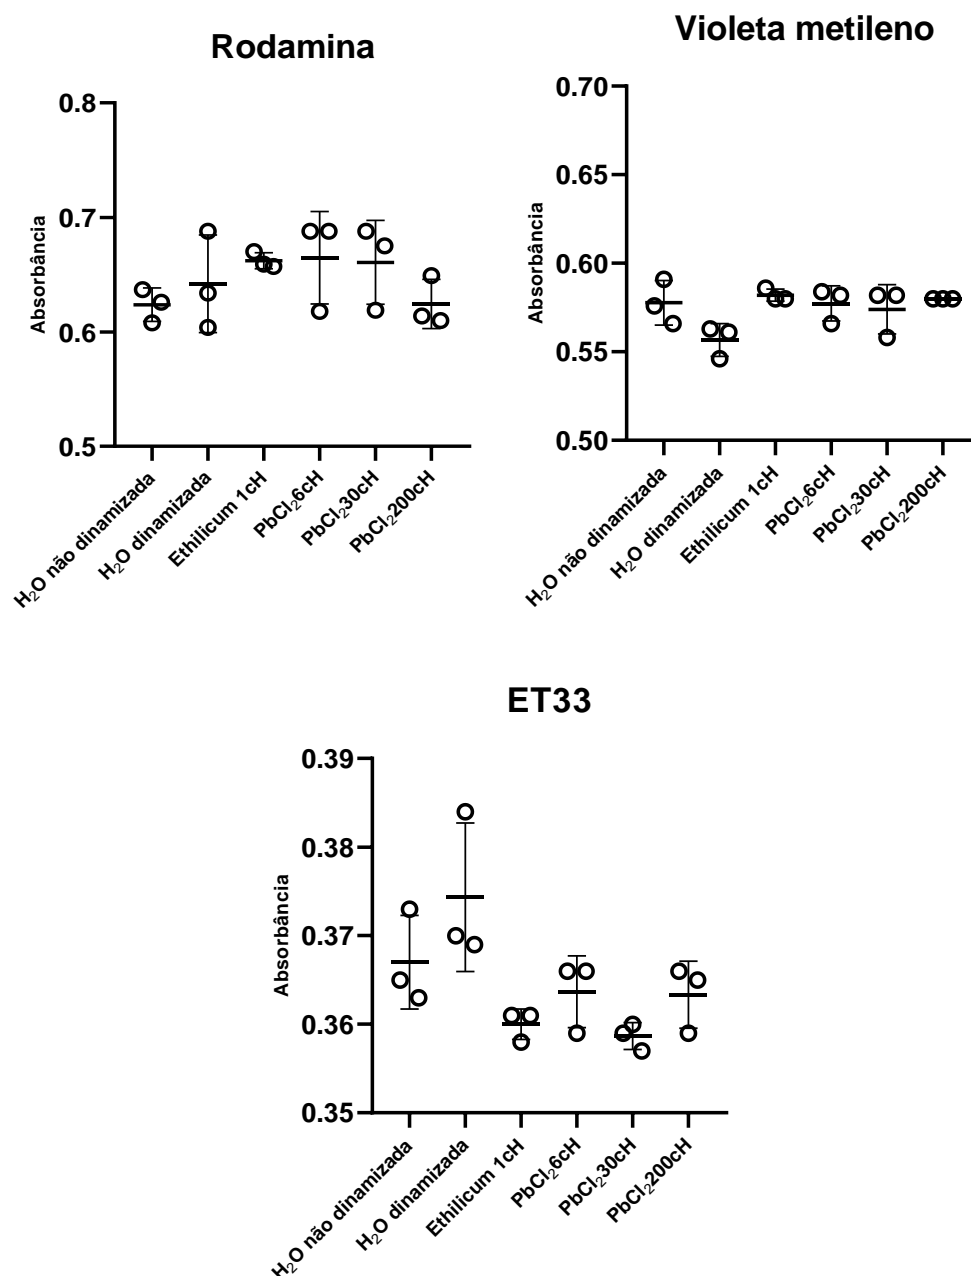 Rodamina
Absorbância
0.8
0.7
0.6
0.5
H₂O não dinamizada
H₂O dinamizada
Ethilicum 1cH
PbCl₂6cH
PbCl₂30cH
PbCl₂200cH
Violeta metileno
Absorbância
0.70
0.65
0.60
0.55
0.50
H₂O não dinamizada
H₂O dinamizada
Ethilicum 1cH
PbCl₂6cH
PbCl₂30cH
PbCl₂200cH
ET33
Absorbância
0.39
0.38
0.37
0.36
0.35
H₂O não dinamizada
H₂O dinamizada
Ethilicum 1cH
PbCl₂6cH
PbCl₂30cH
PbCl₂200cH